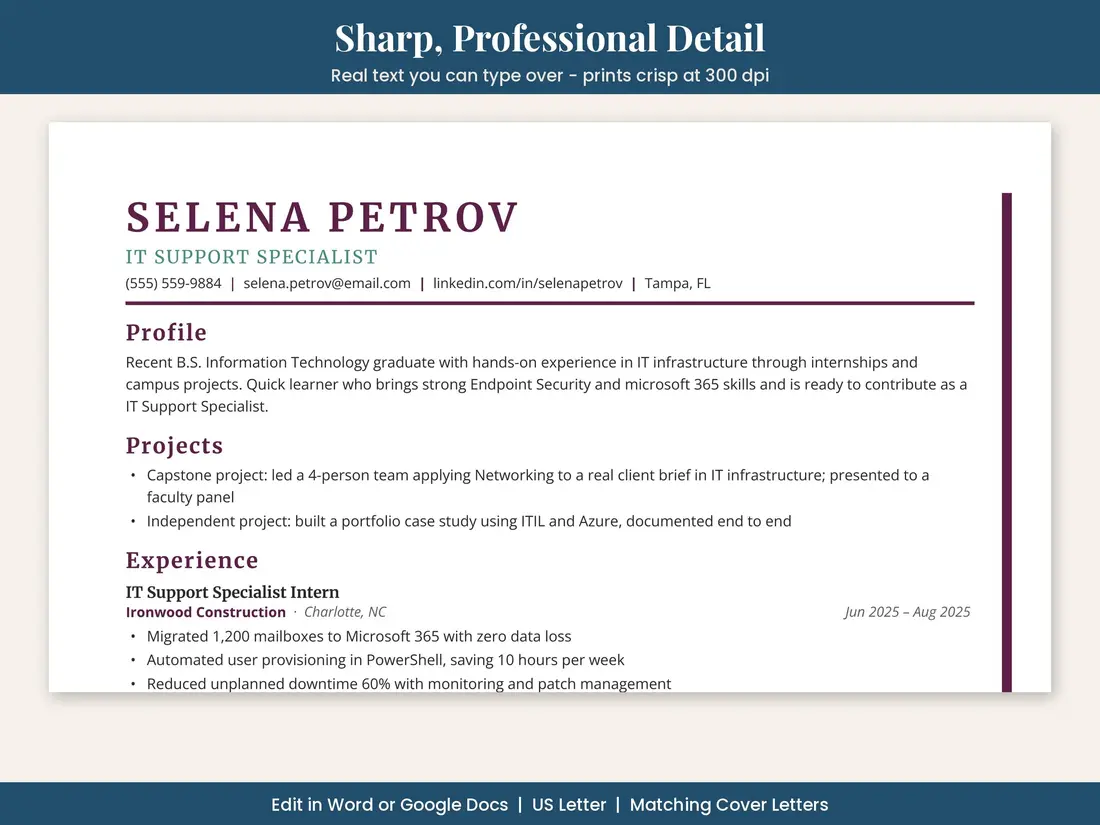 Sharp, Professional Detail
Real text you can type over - prints crisp at 300 dpi
SELENA PETROV
IT SUPPORT SPECIALIST
(555) 559-9884 | selena.petrov@email.com | linkedin.com/in/selenapetrov | Tampa, FL
Profile
Recent B.S. Information Technology graduate with hands-on experience in IT infrastructure through internships and
campus projects. Quick learner who brings strong Endpoint Security and microsoft 365 skills and is ready to contribute as a
IT Support Specialist.
Projects
• Capstone project: led a 4-person team applying Networking to a real client brief in IT infrastructure; presented to a
faculty panel
• Independent project: built a portfolio case study using ITIL and Azure, documented end to end
Experience
IT Support Specialist Intern
Ironwood Construction · Charlotte, NC Jun 2025 – Aug 2025
• Migrated 1,200 mailboxes to Microsoft 365 with zero data loss
• Automated user provisioning in PowerShell, saving 10 hours per week
• Reduced unplanned downtime 60% with monitoring and patch management
Edit in Word or Google Docs | US Letter | Matching Cover Letters